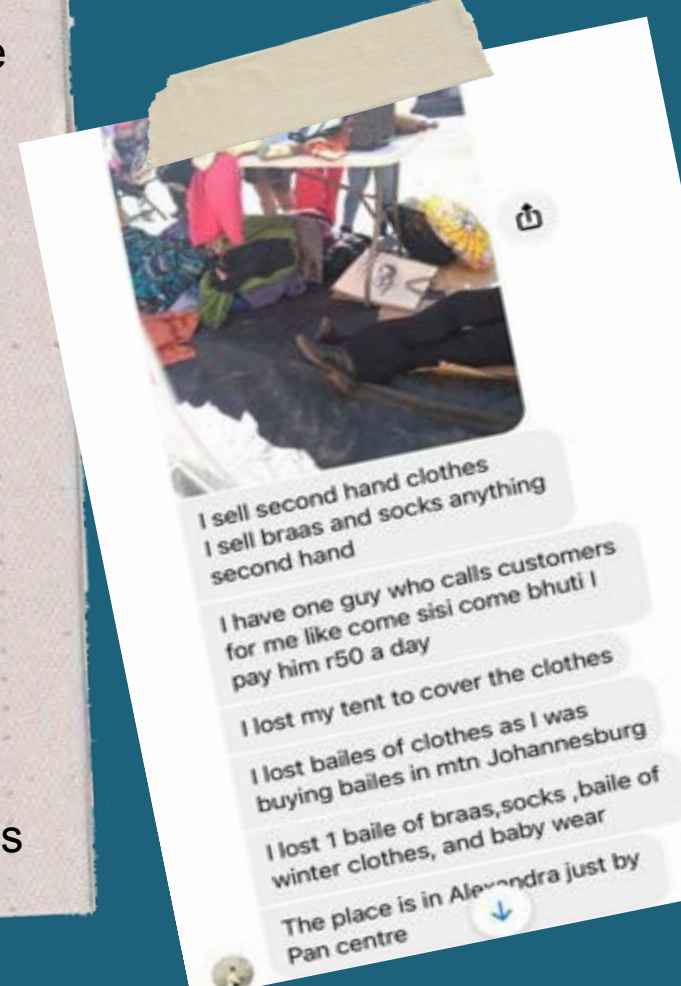 e
s
I sell second hand clothes
I sell braas and socks anything
second hand
I have one guy who calls customers
for me like come sisi come bhuti I
pay him r50 a day
I lost my tent to cover the clothes
I lost bailes of clothes as I was
buying bailes in mtn Johannesburg
I lost 1 baile of braas,socks ,baile of
winter clothes, and baby wear
The place is in Alexandra just by
Pan centre